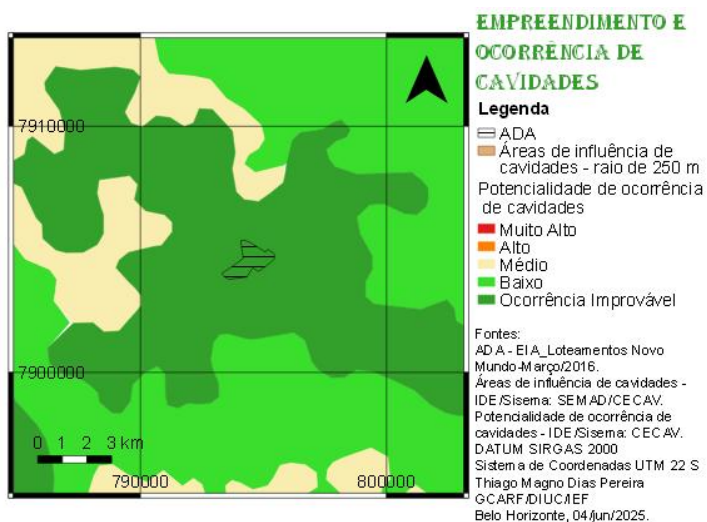 EMPREENDIMENTO E
OCORRÊNCIA DE
CAVIDADES
Legenda
ADA
Áreas de influência de
cavidades - raio de 250 m
Potencialidade de ocorrência
de cavidades
Muito Alto
Alto
Médio
Baixo
Ocorrência Improvável
Fontes:
ADA - EIA_Loteamentos Novo
Mundo-Março/2016.
Áreas de influência de cavidades -
IDE/Sisema: SEMAD/CECAV.
Potencialidade de ocorrência de
cavidades - IDE/Sisema: CECAV.
DATUM SIRGAS 2000
Sistema de Coordenadas UTM 22 S
Thiago Magno Dias Pereira
GCARF/DIUC/IEF
Belo Horizonte, 04/jun/2025.
7910000
7900000
0 1 2 3 km
790000 800000